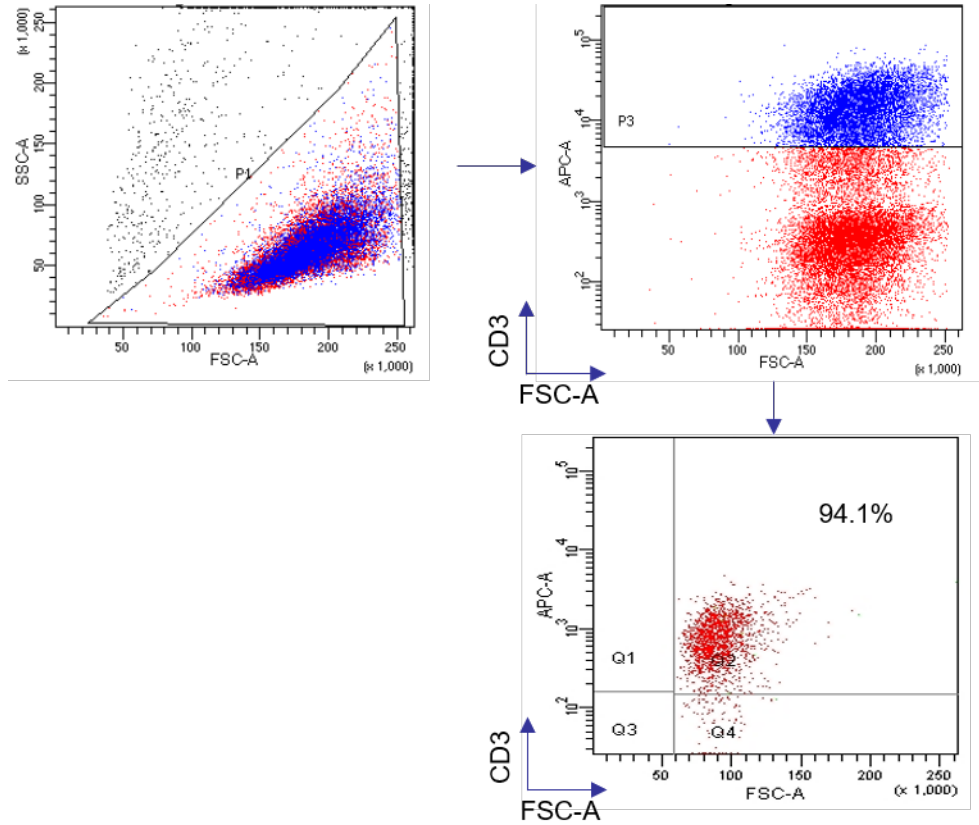 (x 1,000)
250
200
150
100
50
SSC-A
P1
50 100 150 200 250
FSC-A
(x 1,000)
10^5
10^4
10^3
10^2
APC-A
P3
50 100 150 200 250
FSC-A
(x 1,000)
CD3
FSC-A
10^5
10^4
10^3
10^2
APC-A
94.1%
Q1 Q2
Q3 Q4
50 100 150 200 250
FSC-A
(x 1,000)
CD3
FSC-A